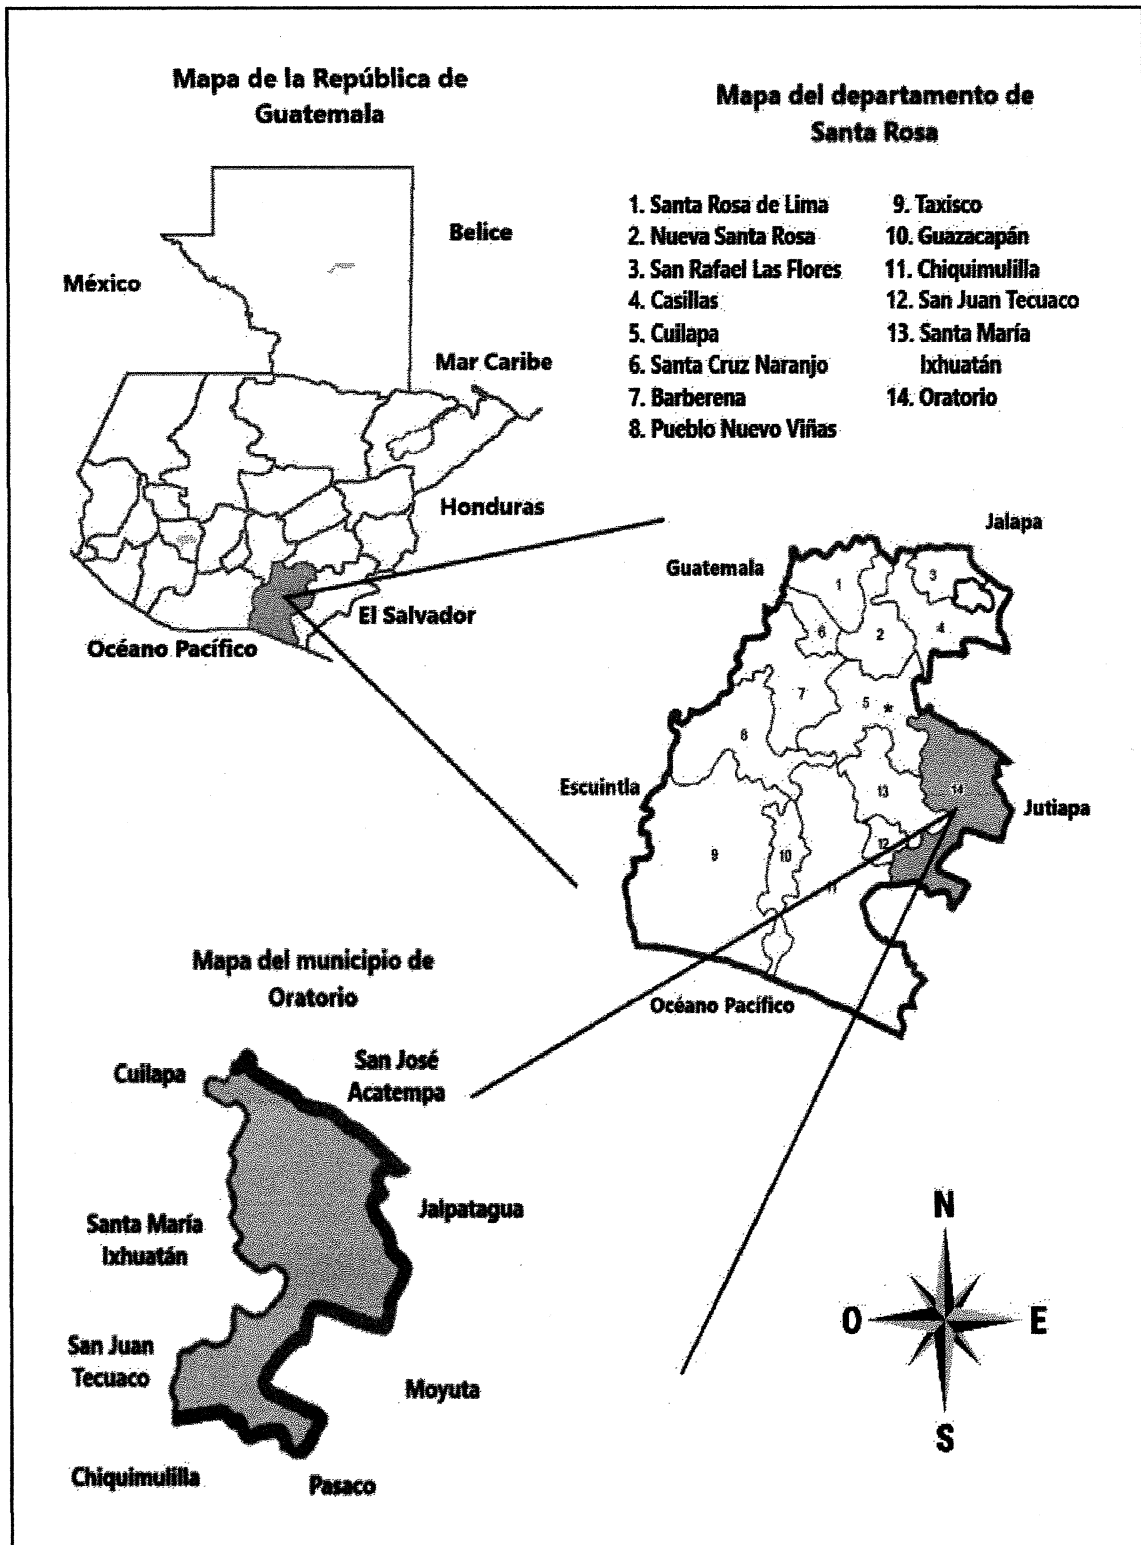 Mapa de la República de
Guatemala
Belice
México
Mar Caribe
Honduras
El Salvador
Océano Pacífico
Mapa del departamento de
Santa Rosa
1. Santa Rosa de Lima
2. Nueva Santa Rosa
3. San Rafael Las Flores
4. Casillas
5. Cuilapa
6. Santa Cruz Naranjo
7. Barberena
8. Pueblo Nuevo Viñas
9. Taxisco
10. Guazacapán
11. Chiquimulilla
12. San Juan Tecuaco
13. Santa María
Ixhuatán
14. Oratorio
Jalapa
Guatemala
1
3
6
2
4
7
5 *
8
Escuintla
13
14
Jutiapa
9
10
12
11
Océano Pacífico
Mapa del municipio de
Oratorio
Cuilapa
San José
Acatempa
Jalpatagua
Santa María
Ixhuatán
San Juan
Tecuaco
Moyuta
Chiquimulilla
Pasaco
N
O
E
S